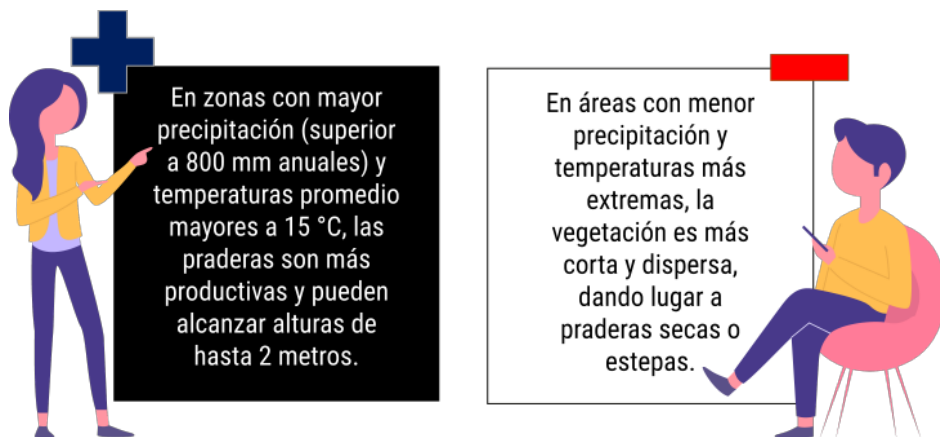 En zonas con mayor
precipitación (superior
a 800 mm anuales) y
temperaturas promedio
mayores a 15 °C, las
praderas son más
productivas y pueden
alcanzar alturas de
hasta 2 metros.
En áreas con menor
precipitación y
temperaturas más
extremas, la
vegetación es más
corta y dispersa,
dando lugar a
praderas secas o
estepas.